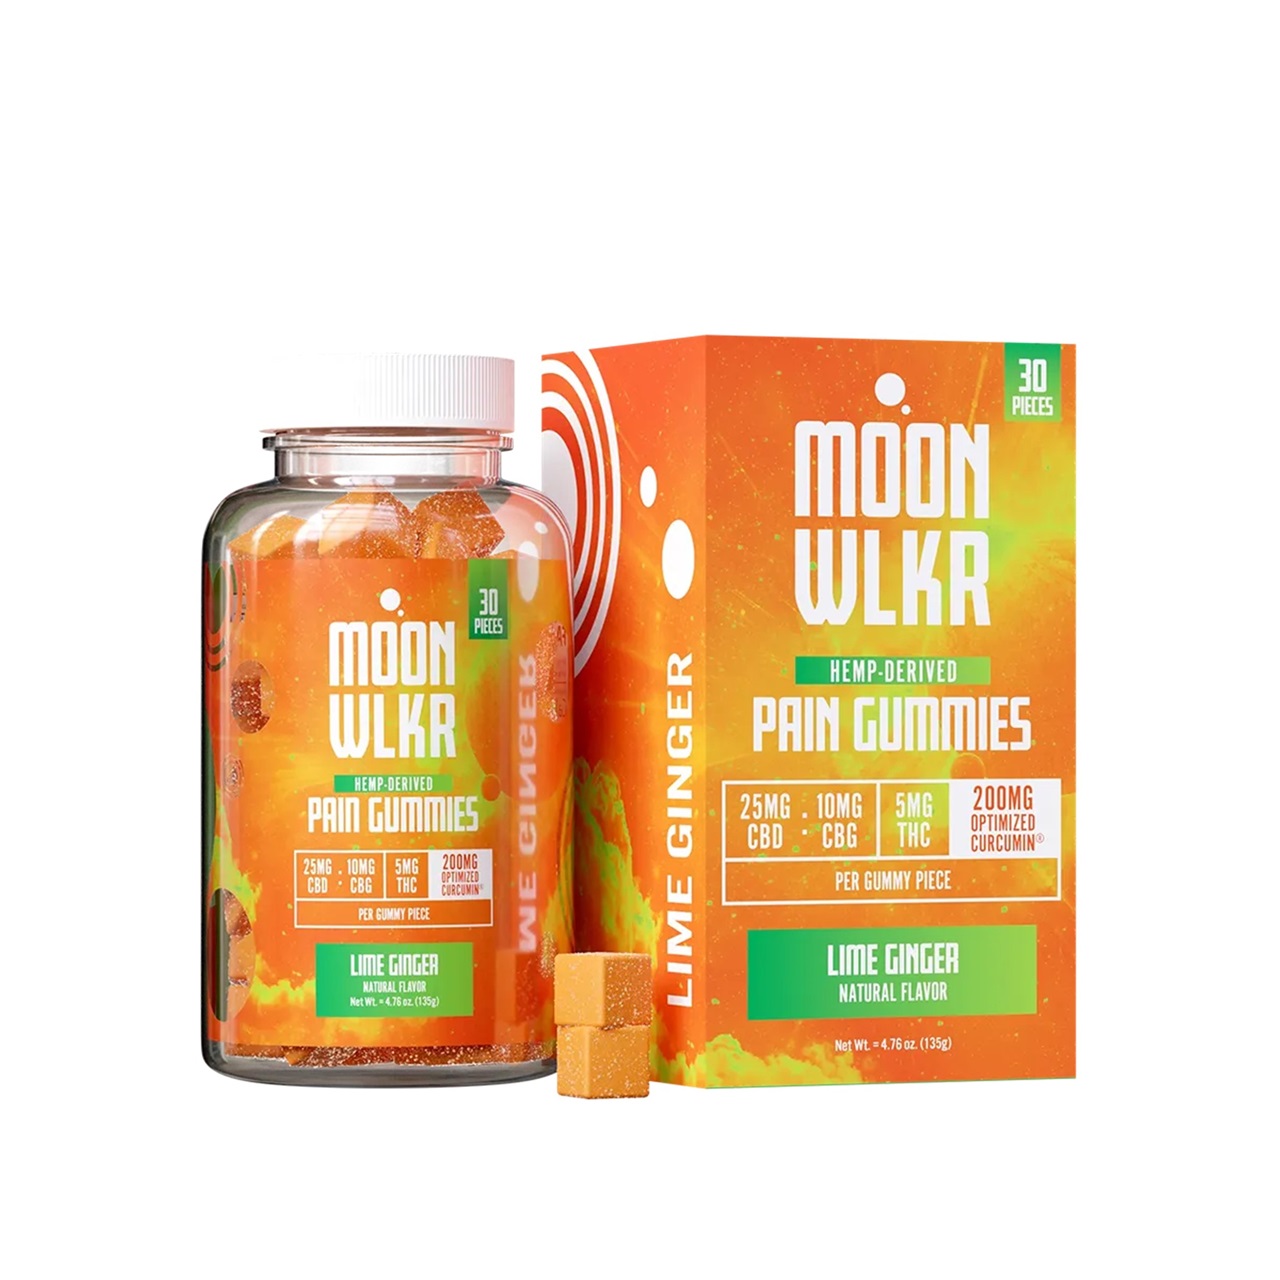 30
PIECES
MOON
WLKR
HEMP-DERIVED
PAIN GUMMIES
25MG
CBD
:
10MG
CBG
5MG
THC
200MG
OPTIMIZED
CURCUMIN®
PER GUMMY PIECE
LIME GINGER
NATURAL FLAVOR
Net Wt. = 4.76 oz. (135g)
LIME GINGER
30
PIECES
MOON
WLKR
HEMP-DERIVED
PAIN GUMMIES
25MG
CBD
:
10MG
CBG
5MG
THC
200MG
OPTIMIZED
CURCUMIN®
PER GUMMY PIECE
LIME GINGER
NATURAL FLAVOR
Net Wt. = 4.76 oz. (135g)